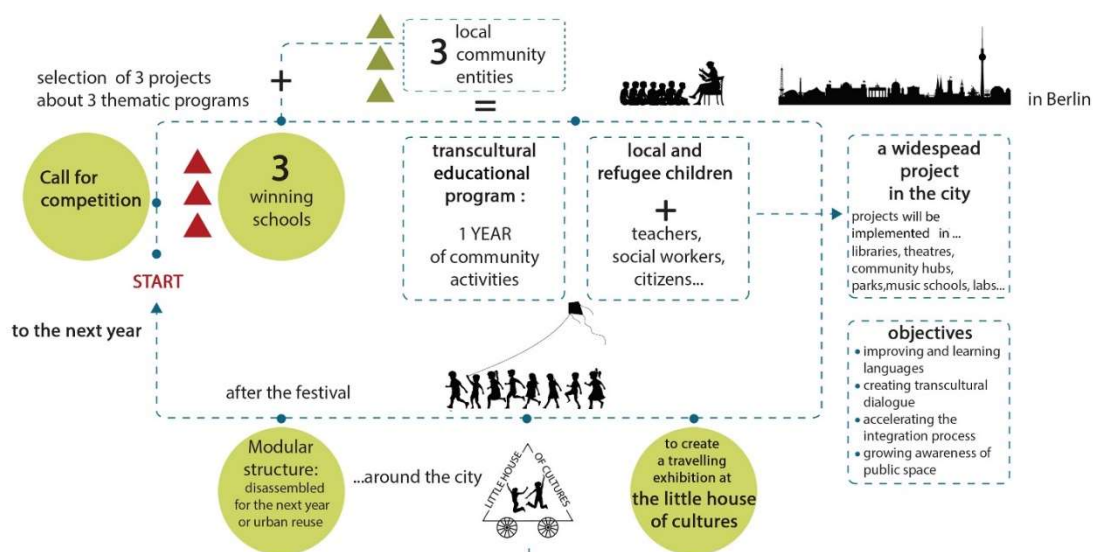 selection of 3 projects
about 3 thematic programs
+
3
local
community
entities
=
in Berlin
Call for
competition
3
winning
schools
START
transcultural
educational
program :
1 YEAR
of community
activities
local and
refugee children
+
teachers,
social workers,
citizens...
a widespread
project
in the city
projects will be
implemented in ...
libraries, theatres,
community hubs,
parks,music schools, labs...
objectives
improving and learning
languages
creating transcultural
dialogue
accelerating the
integration process
growing awareness of
public space
to the next year
after the festival
Modular
structure:
disassembled
for the next year
or urban reuse
...around the city
LITTLE HOUSE
OF CULTURES
to create
a travelling
exhibition at
the little house
of cultures